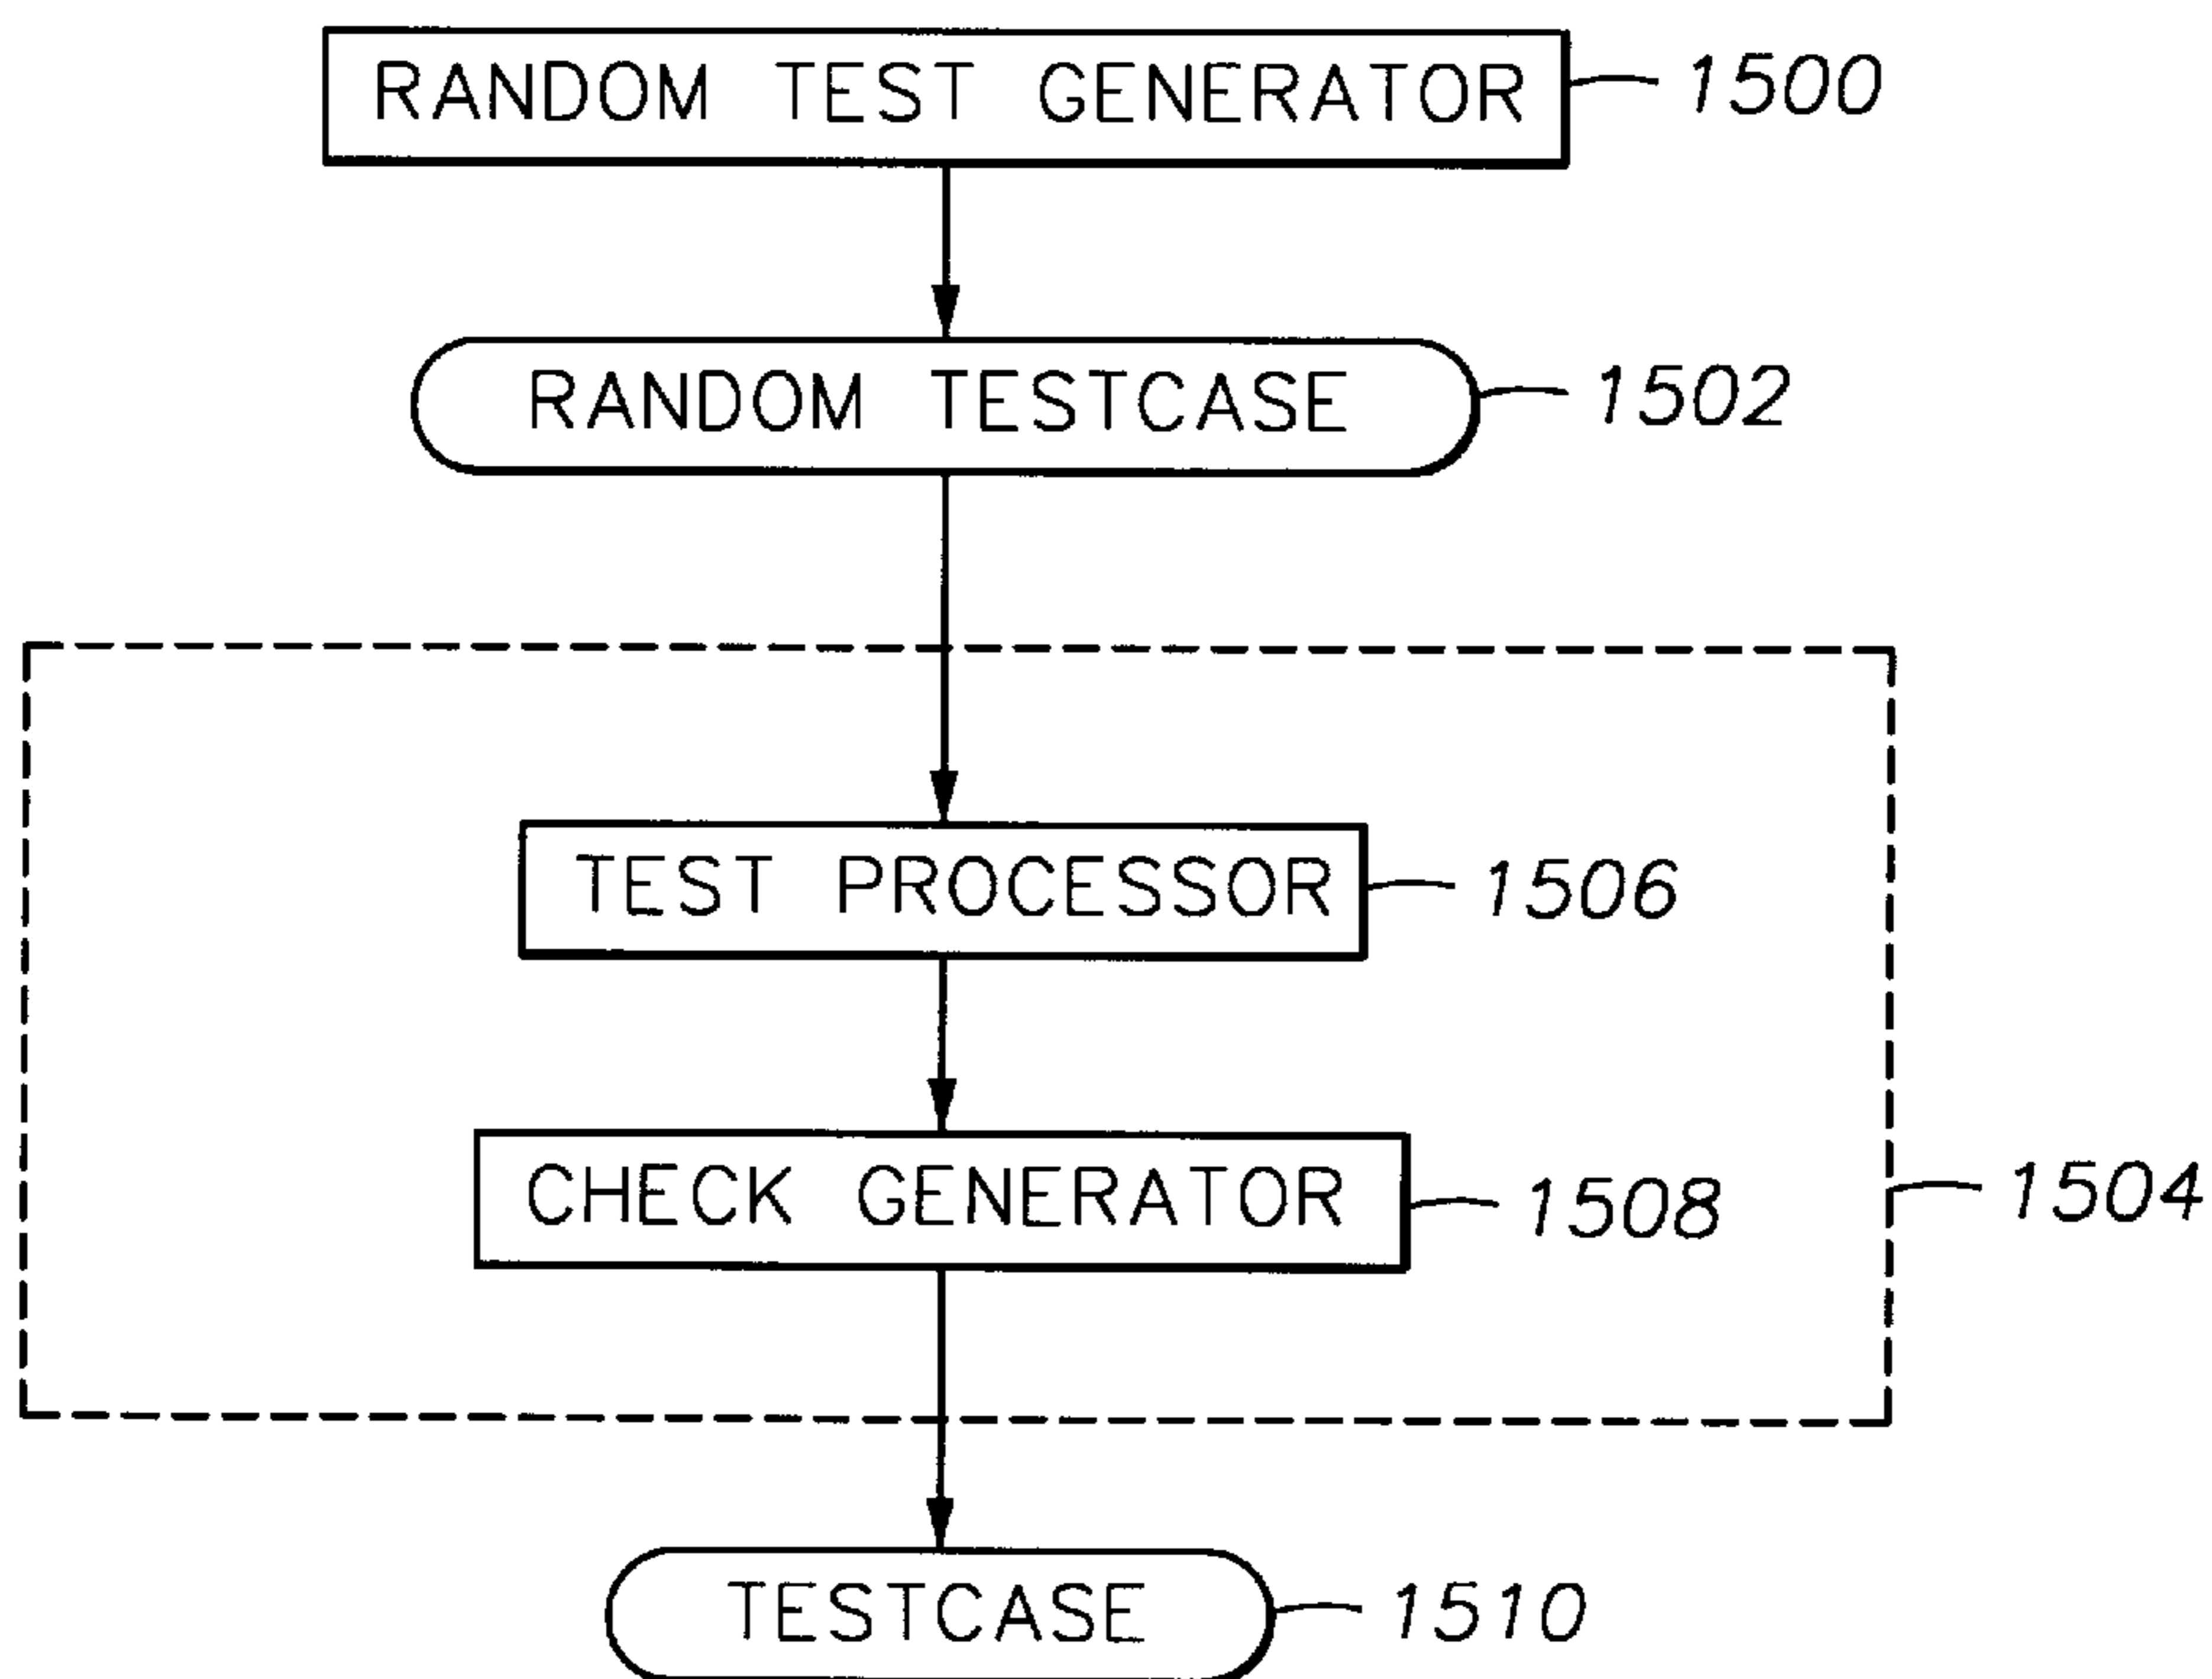 RANDOM TEST GENERATOR 1500
RANDOM TESTCASE 1502
TEST PROCESSOR 1506
CHECK GENERATOR 1508
1504
TESTCASE 1510